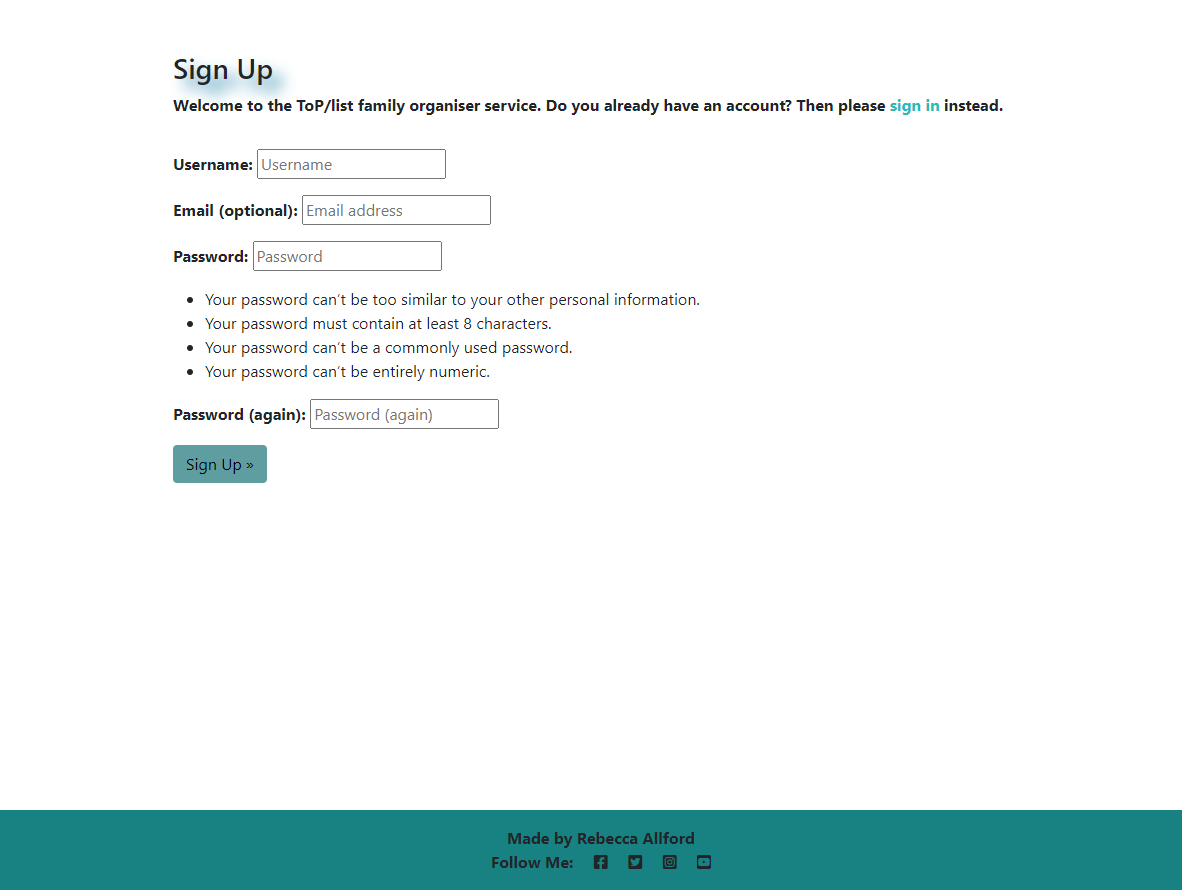 Sign Up
Welcome to the ToP/list family organiser service. Do you already have an account? Then please sign in instead.
Username: Username
Email (optional): Email address
Password: Password
Your password can’t be too similar to your other personal information.
Your password must contain at least 8 characters.
Your password can’t be a commonly used password.
Your password can’t be entirely numeric.
Password (again): Password (again)
Sign Up »
Made by Rebecca Allford
Follow Me: